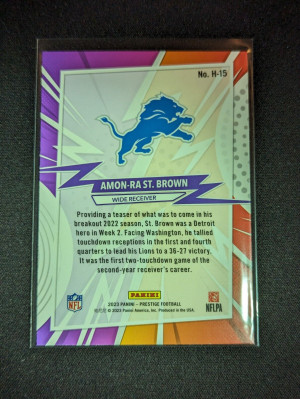 No. H-15
AMON-RA ST. BROWN
WIDE RECEIVER
Providing a teaser of what was to come in his
breakout 2022 season, St. Brown was a Detroit
hero in Week 2. Facing Washington, he tallied
touchdown receptions in the first and fourth
quarters to lead his Lions to a 36-27 victory.
It was the first two-touchdown game of the
second-year receiver's career.
NFL
PANINI
NFLPA
2023 PANINI – PRESTIGE FOOTBALL
© 2023 Panini America, Inc. Produced in the USA.